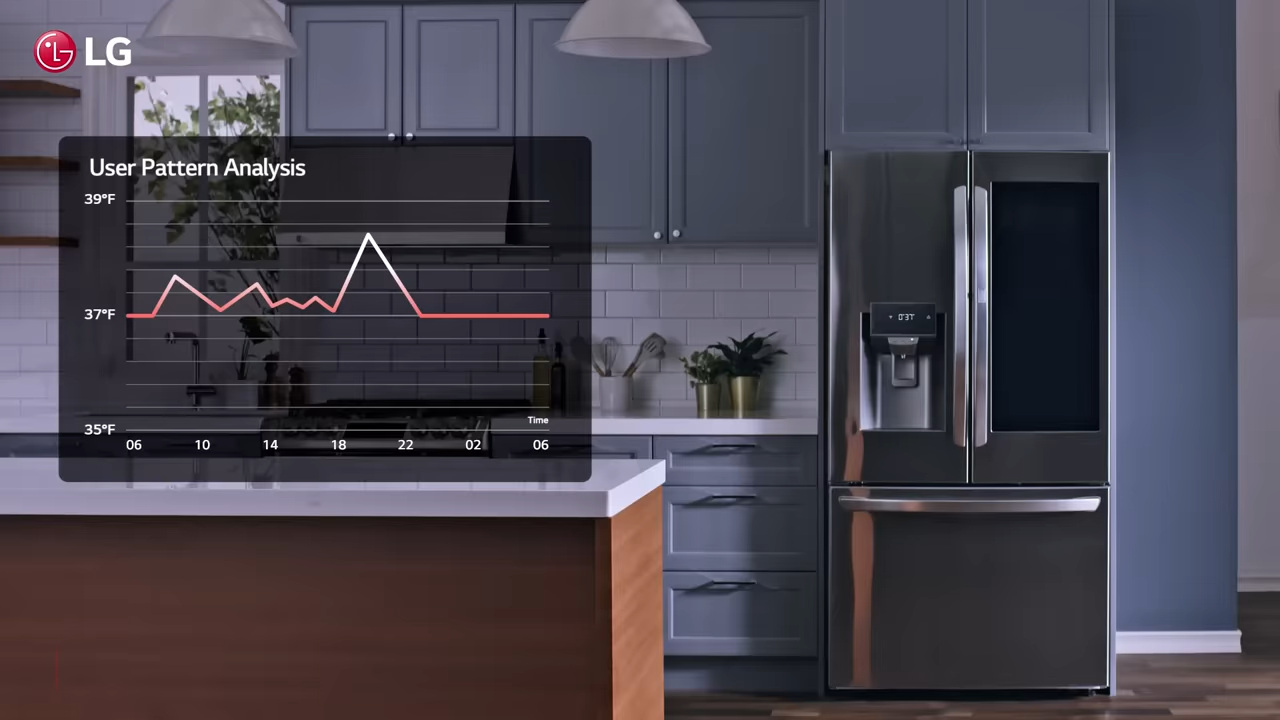 LG
User Pattern Analysis
39°F
37°F
35°F
Time
06 10 14 18 22 02 06